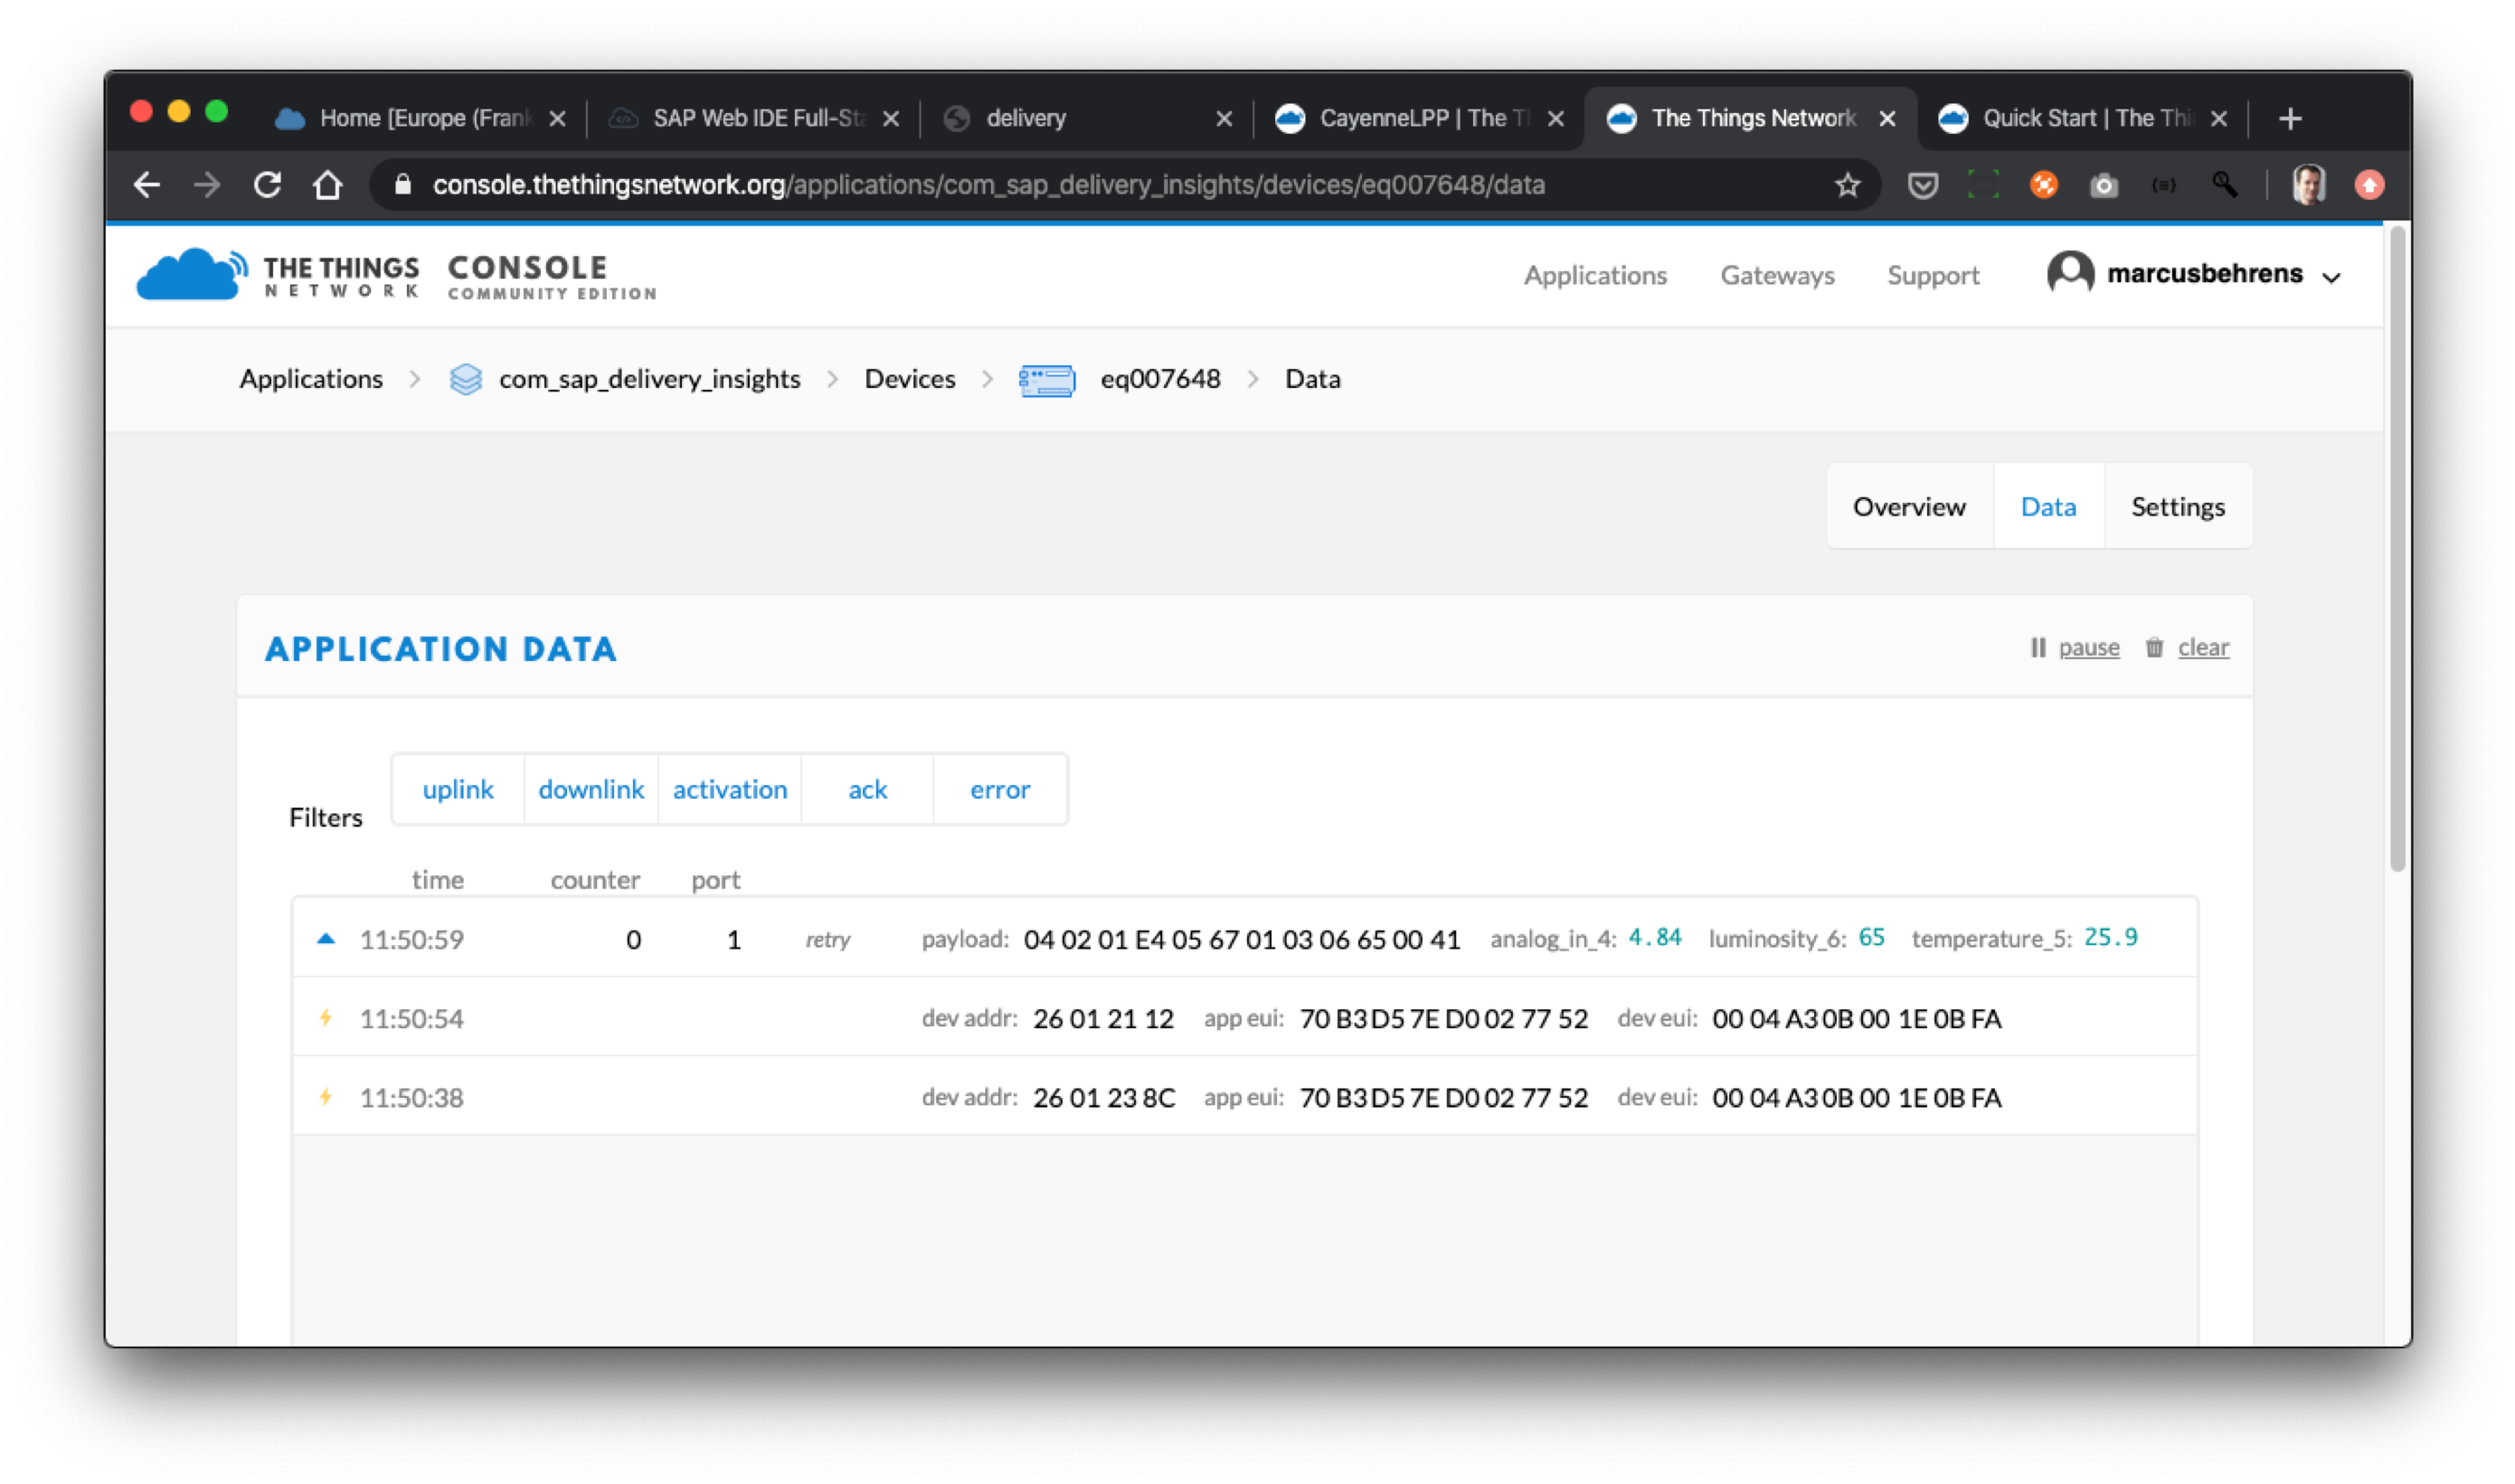 Home [Europe (Frank
SAP Web IDE Full-Sta
delivery
CayenneLPP | The Th
The Things Network
Quick Start | The Thi
console.thethingsnetwork.org/applications/com_sap_delivery_insights/devices/eq007648/data
THE THINGS NETWORK
CONSOLE COMMUNITY EDITION
Applications Gateways Support marcusbehrens
Applications com_sap_delivery_insights Devices eq007648 Data
Overview Data Settings
APPLICATION DATA
pause clear
Filters uplink downlink activation ack error
time counter port
11:50:59 0 1 retry payload: 04 02 01 E4 05 67 01 03 06 65 00 41 analog_in_4: 4.84 luminosity_6: 65 temperature_5: 25.9
11:50:54 dev addr: 26 01 21 12 app eui: 70 B3 D5 7E D0 02 77 52 dev eui: 00 04 A3 0B 00 1E 0B FA
11:50:38 dev addr: 26 01 23 8C app eui: 70 B3 D5 7E D0 02 77 52 dev eui: 00 04 A3 0B 00 1E 0B FA